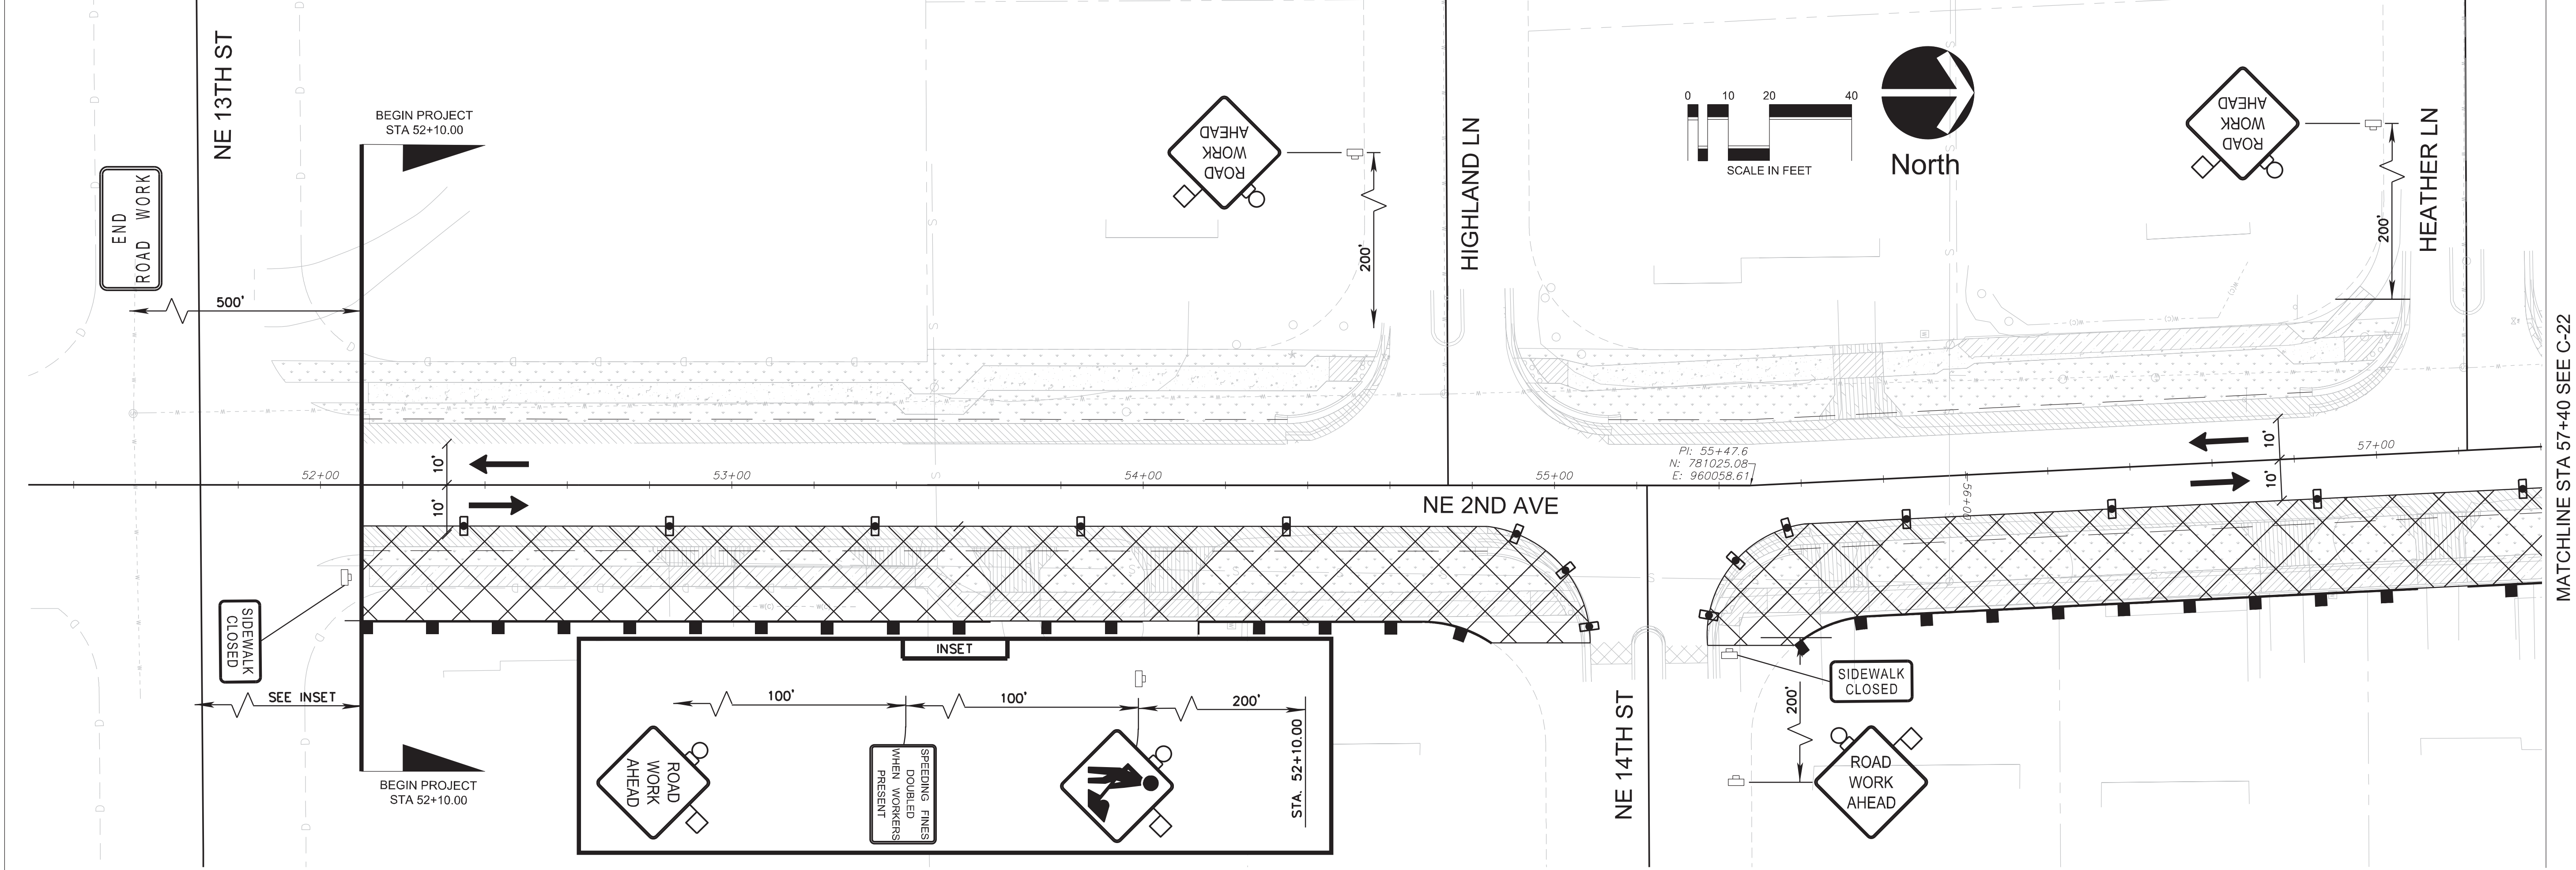 NE 13TH ST
BEGIN PROJECT
STA 52+10.00
END
ROAD WORK
500'
ROAD
WORK
AHEAD
200'
HIGHLAND LN
0 10 20 40
SCALE IN FEET
North
ROAD
WORK
AHEAD
200'
HEATHER LN
MATCHLINE STA 57+40 SEE C-22
52+00
10'
10'
53+00
54+00
55+00
PI: 55+47.6
N: 781025.08
E: 960058.61
56+00
57+00
10'
10'
NE 2ND AVE
SIDEWALK
CLOSED
SEE INSET
BEGIN PROJECT
STA 52+10.00
INSET
100'
100'
200'
ROAD
WORK
AHEAD
SPEEDING FINES
DOUBLED
WHEN WORKERS
PRESENT
STA. 52+10.00
NE 14TH ST
SIDEWALK
CLOSED
200'
ROAD
WORK
AHEAD